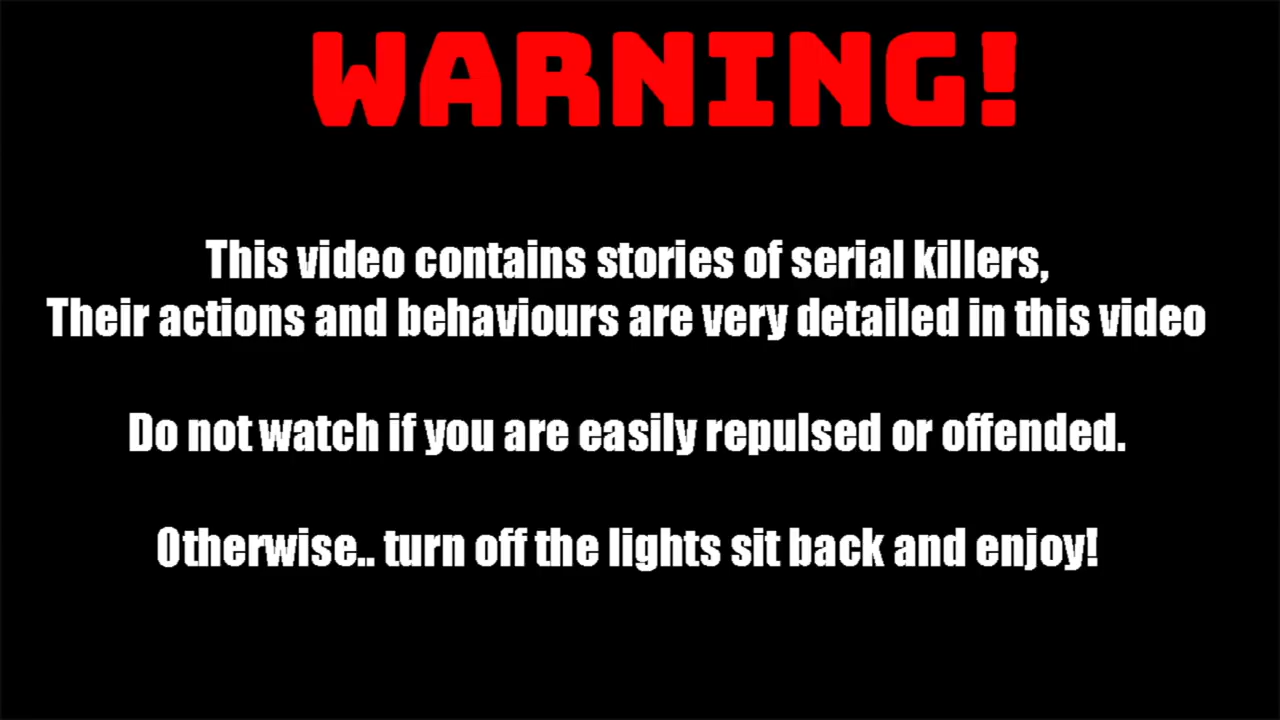 WARNING!
This video contains stories of serial killers,
Their actions and behaviours are very detailed in this video
Do not watch if you are easily repulsed or offended.
Otherwise.. turn off the lights sit back and enjoy!